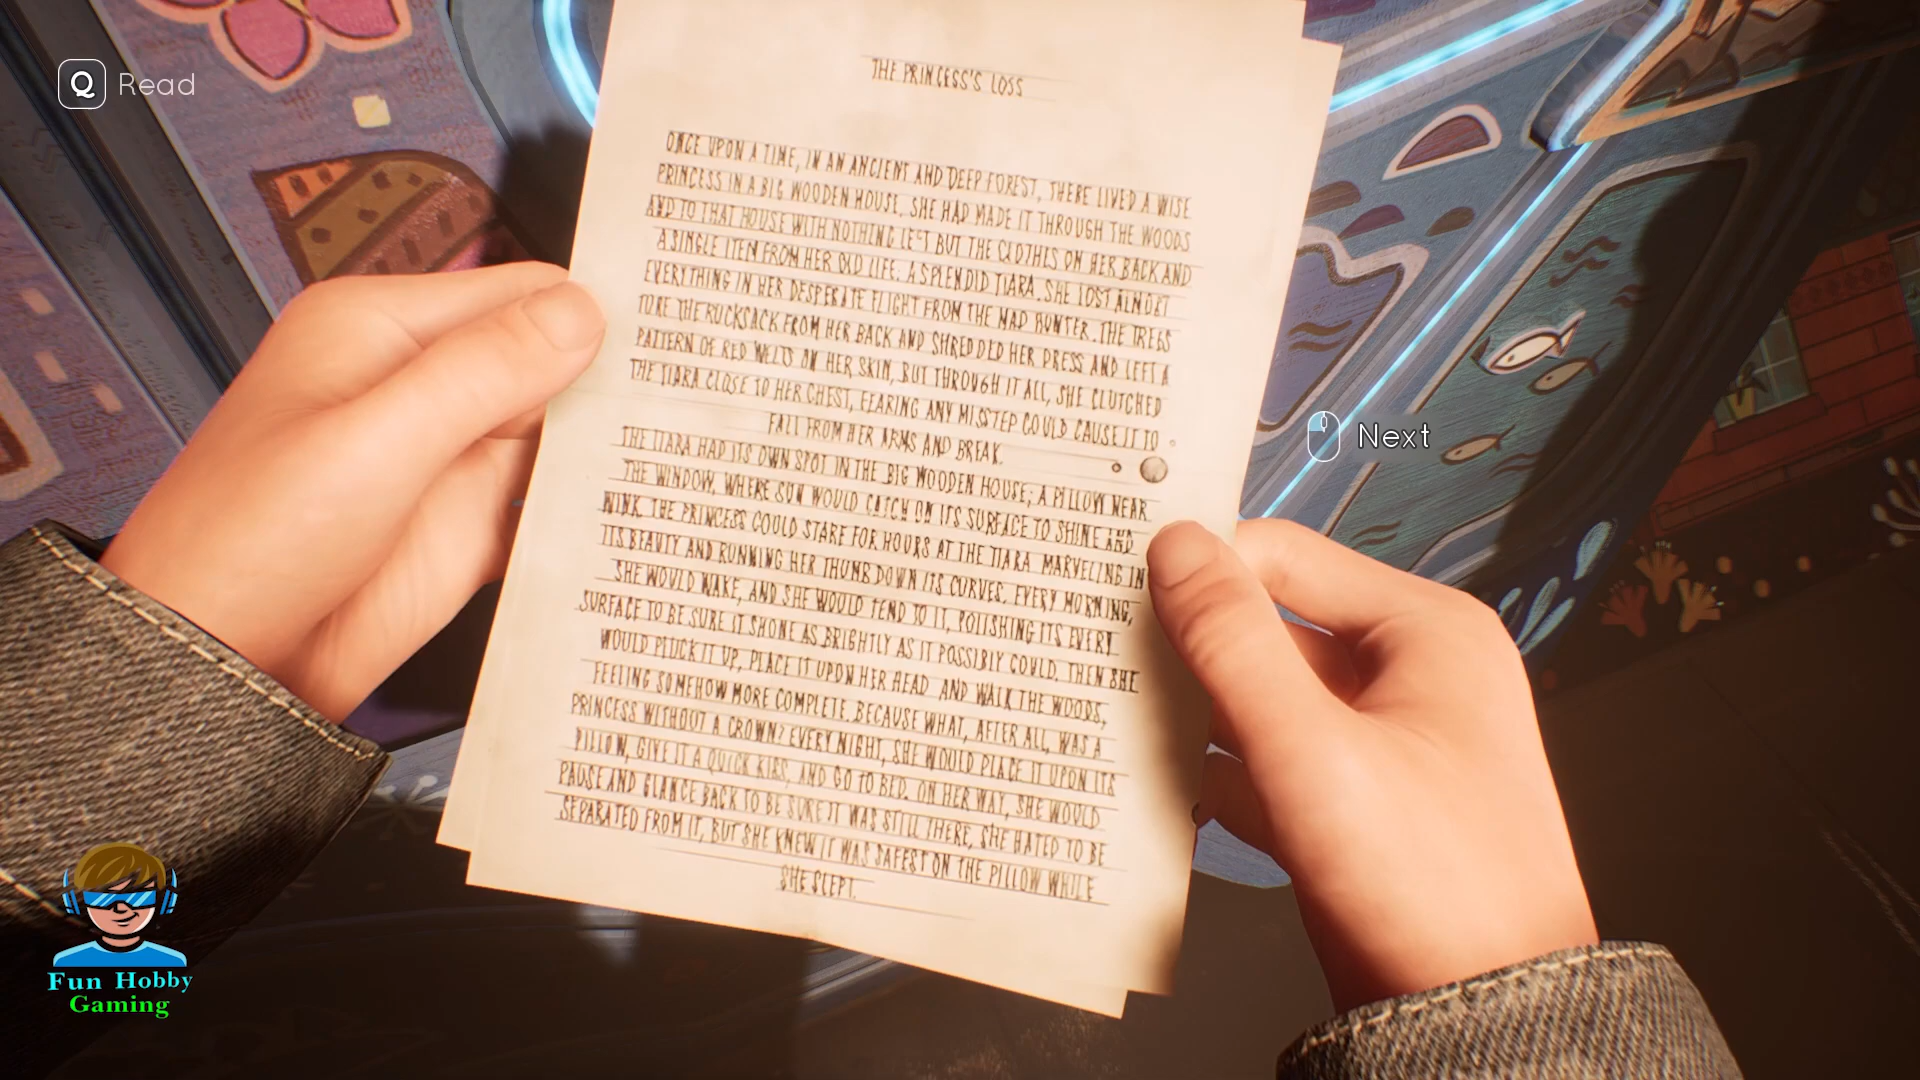 Q Read
THE PRINCESS'S LOSS
ONCE UPON A TIME, IN AN ANCIENT AND DEEP FOREST, THERE LIVED A WISE
PRINCESS IN A BIG WOODEN HOUSE. SHE HAD MADE IT THROUGH THE WOODS
AND TO THAT HOUSE WITH NOTHING LEFT BUT THE CLOTHES ON HER BACK AND
A SINGLE ITEM FROM HER OLD LIFE: A SPLENDID TIARA. SHE LOST ALMOST
EVERYTHING IN HER DESPERATE FLIGHT FROM THE MAD HUNTER. THE TREES
TORE THE RUCKSACK FROM HER BACK AND SHREDDED HER DRESS AND LEFT A
PATTERN OF RED WELTS ON HER SKIN, BUT THROUGH IT ALL, SHE CLUTCHED
THE TIARA CLOSE TO HER CHEST, FEARING ANY MISSTEP COULD CAUSE IT TO
FALL FROM HER ARMS AND BREAK.
THE TIARA HAD ITS OWN SPOT IN THE BIG WOODEN HOUSE; A PILLOW NEAR
THE WINDOW, WHERE SUN WOULD CATCH ON ITS SURFACE TO SHINE AND
WINK. THE PRINCESS COULD STARE FOR HOURS AT THE TIARA MARVELING IN
ITS BEAUTY AND RUNNING HER THUMB DOWN ITS CURVES. EVERY MORNING,
SHE WOULD WAKE, AND SHE WOULD TEND TO IT, POLISHING ITS EVERY
SURFACE TO BE SURE IT SHONE AS BRIGHTLY AS IT POSSIBLY COULD. THEN SHE
WOULD PLUCK IT UP, PLACE IT UPON HER HEAD AND WALK THE WOODS,
FEELING SOMEHOW MORE COMPLETE. BECAUSE WHAT, AFTER ALL, WAS A
PRINCESS WITHOUT A CROWN? EVERY NIGHT, SHE WOULD PLACE IT UPON ITS
PILLOW, GIVE IT A QUICK KISS, AND GO TO BED. ON HER WAY, SHE WOULD
PAUSE AND GLANCE BACK TO BE SURE IT WAS STILL THERE, SHE HATED TO BE
SEPARATED FROM IT, BUT SHE KNEW IT WAS SAFEST ON THE PILLOW WHILE
SHE SLEPT.
Next
Fun Hobby
Gaming